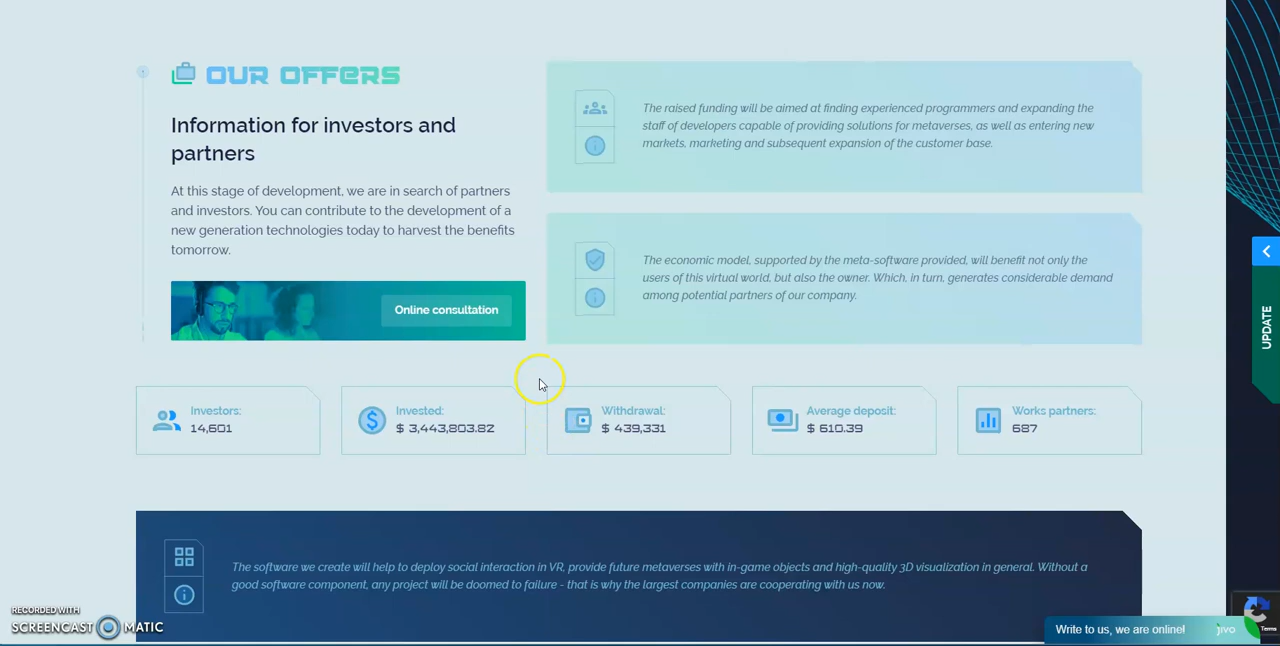 OUR OFFERS
Information for investors and
partners
At this stage of development, we are in search of partners
and investors. You can contribute to the development of a
new generation technologies today to harvest the benefits
tomorrow.
Online consultation
The raised funding will be aimed at finding experienced programmers and expanding the
staff of developers capable of providing solutions for metaverses, as well as entering new
markets, marketing and subsequent expansion of the customer base.
The economic model, supported by the meta-software provided, will benefit not only the
users of this virtual world, but also the owner. Which, in turn, generates considerable demand
among potential partners of our company.
UPDATE
Investors:
14,601
Invested:
$ 3,443,803.82
Withdrawal:
$ 439,331
Average deposit:
$ 610.39
Works partners:
687
The software we create will help to deploy social interaction in VR, provide future metaverses with in-game objects and high-quality 3D visualization in general. Without a
good software component, any project will be doomed to failure - that is why the largest companies are cooperating with us now.
RECORDED WITH
SCREENCAST MATIC
Write to us, we are online!
jivo
Terms